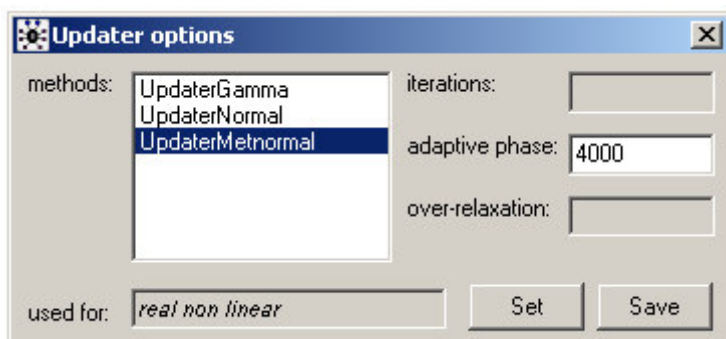 Updater options
methods:
UpdaterGamma
UpdaterNormal
UpdaterMetnormal
iterations:
adaptive phase: 4000
over-relaxation:
used for: real non linear
Set Save